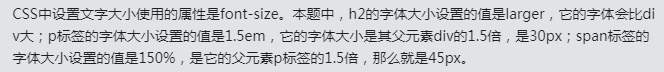 CSS中设置文字大小使用的属性是font-size。本题中，h2的字体大小设置的值是larger，它的字体会比di
v大；p标签的字体大小设置的值是1.5em，它的字体大小是其父元素div的1.5倍，是30px；span标签的
字体大小设置的值是150%，是它的父元素p标签的1.5倍，那么就是45px。